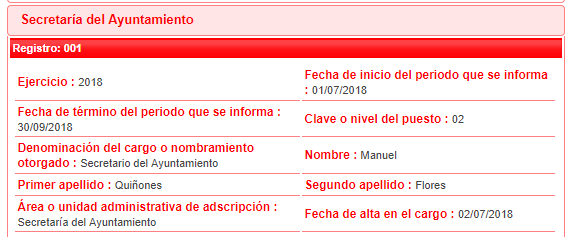 Secretaría del Ayuntamiento
Registro: 001
Ejercicio : 2018
Fecha de inicio del periodo que se informa
: 01/07/2018
Fecha de término del periodo que se informa :
30/09/2018
Clave o nivel del puesto : 02
Denominación del cargo o nombramiento
otorgado : Secretario del Ayuntamiento
Nombre : Manuel
Primer apellido : Quiñones
Segundo apellido : Flores
Área o unidad administrativa de adscripción :
Secretaría del Ayuntamiento
Fecha de alta en el cargo : 02/07/2018